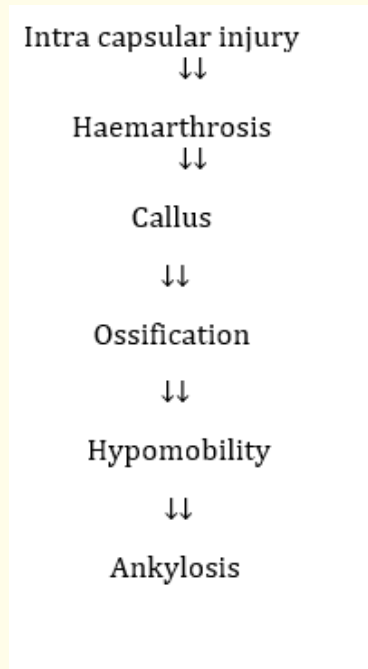 Intra capsular injury
↓↓
Haemarthrosis
↓↓
Callus
↓↓
Ossification
↓↓
Hypomobility
↓↓
Ankylosis